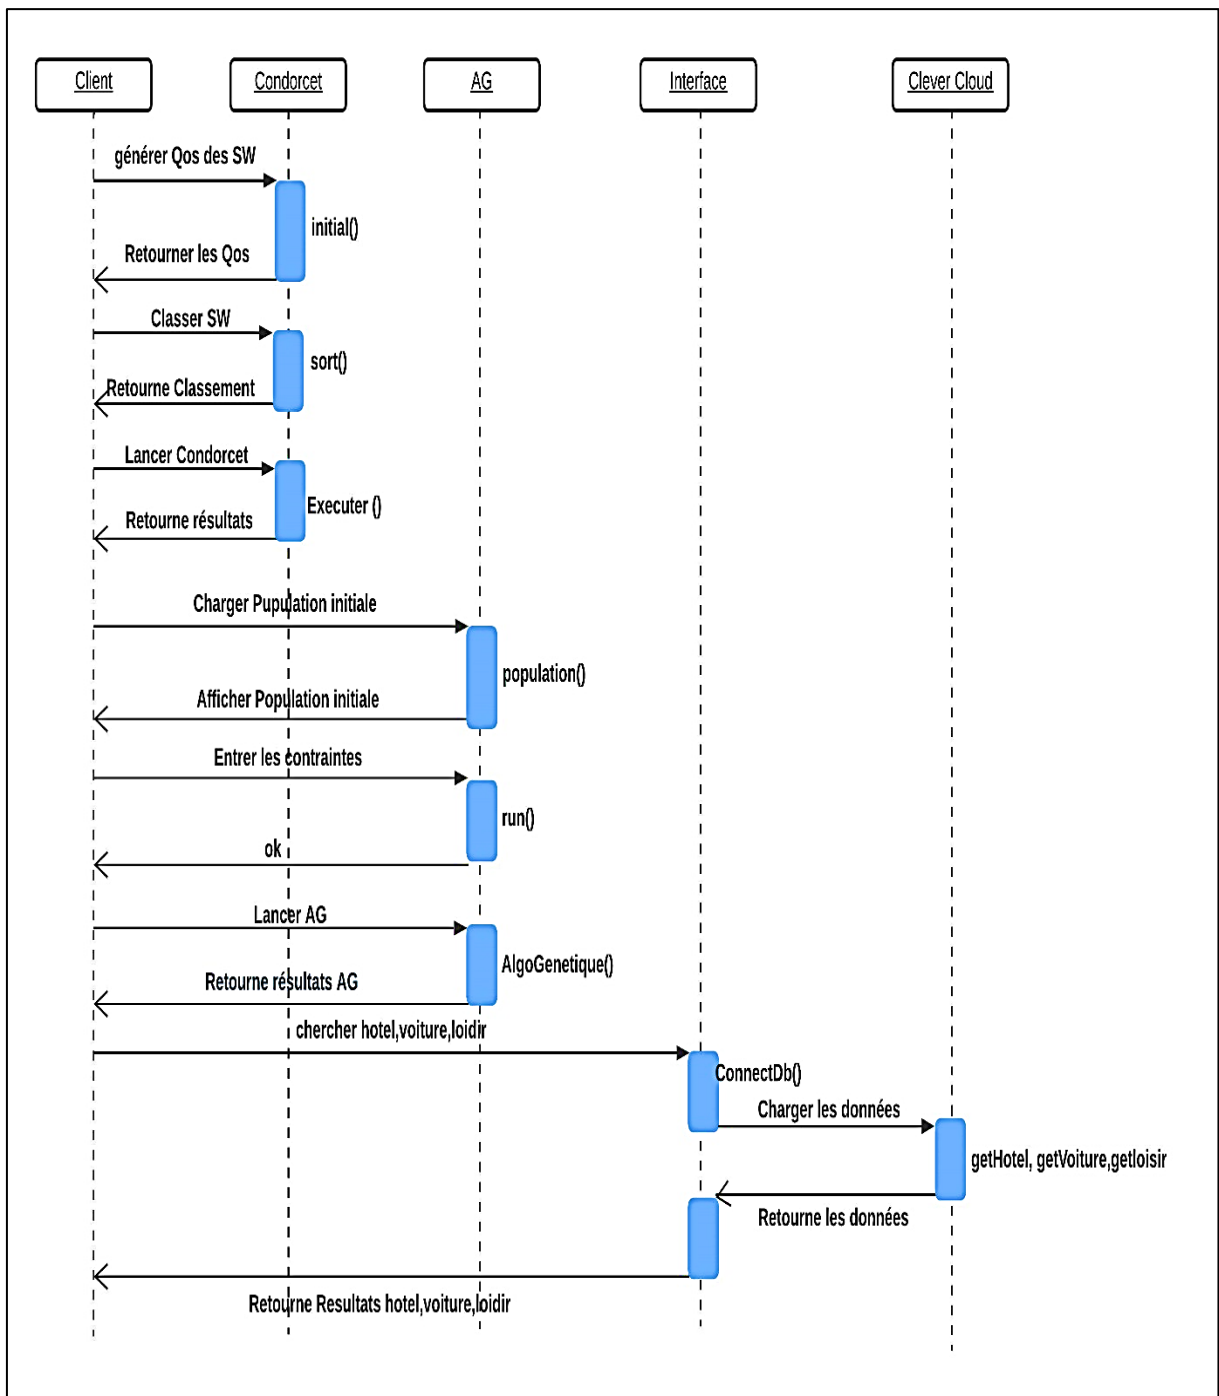 Client
Condorcet
AG
Interface
Clever Cloud
générer Qos des SW
initial()
Retourner les Qos
Classer SW
sort()
Retourne Classement
Lancer Condorcet
Executer ()
Retourne résultats
Charger Pupulation initiale
population()
Afficher Population initiale
Entrer les contraintes
run()
ok
Lancer AG
AlgoGenetique()
Retourne résultats AG
chercher hotel,voiture,loidir
ConnectDb()
Charger les données
getHotel, getVoiture,getloisir
Retourne les données
Retourne Resultats hotel,voiture,loidir